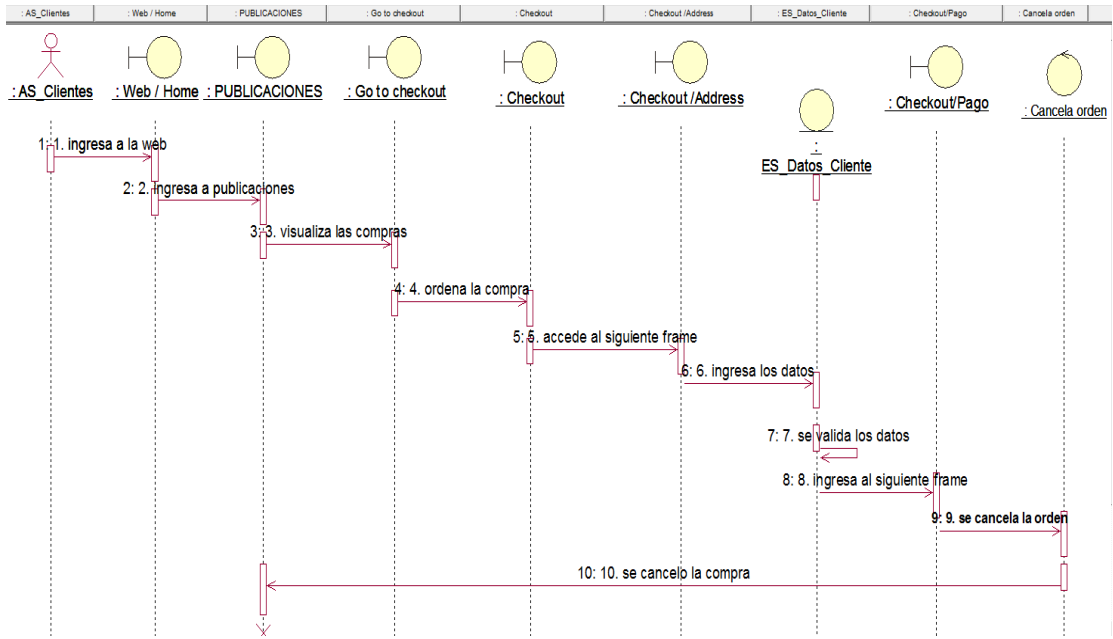 : AS_Clientes
: Web / Home
: PUBLICACIONES
: Go to checkout
: Checkout
: Checkout /Address
: ES_Datos_Cliente
: Checkout/Pago
: Cancela orden
: AS_Clientes
: Web / Home
: PUBLICACIONES
: Go to checkout
: Checkout
: Checkout /Address
:
ES_Datos_Cliente
: Checkout/Pago
: Cancela orden
1: 1. ingresa a la web
2: 2. ingresa a publicaciones
3: 3. visualiza las compras
4: 4. ordena la compra
5: 5. accede al siguiente frame
6: 6. ingresa los datos
7: 7. se valida los datos
8: 8. ingresa al siguiente frame
9: 9. se cancela la orden
10: 10. se cancelo la compra